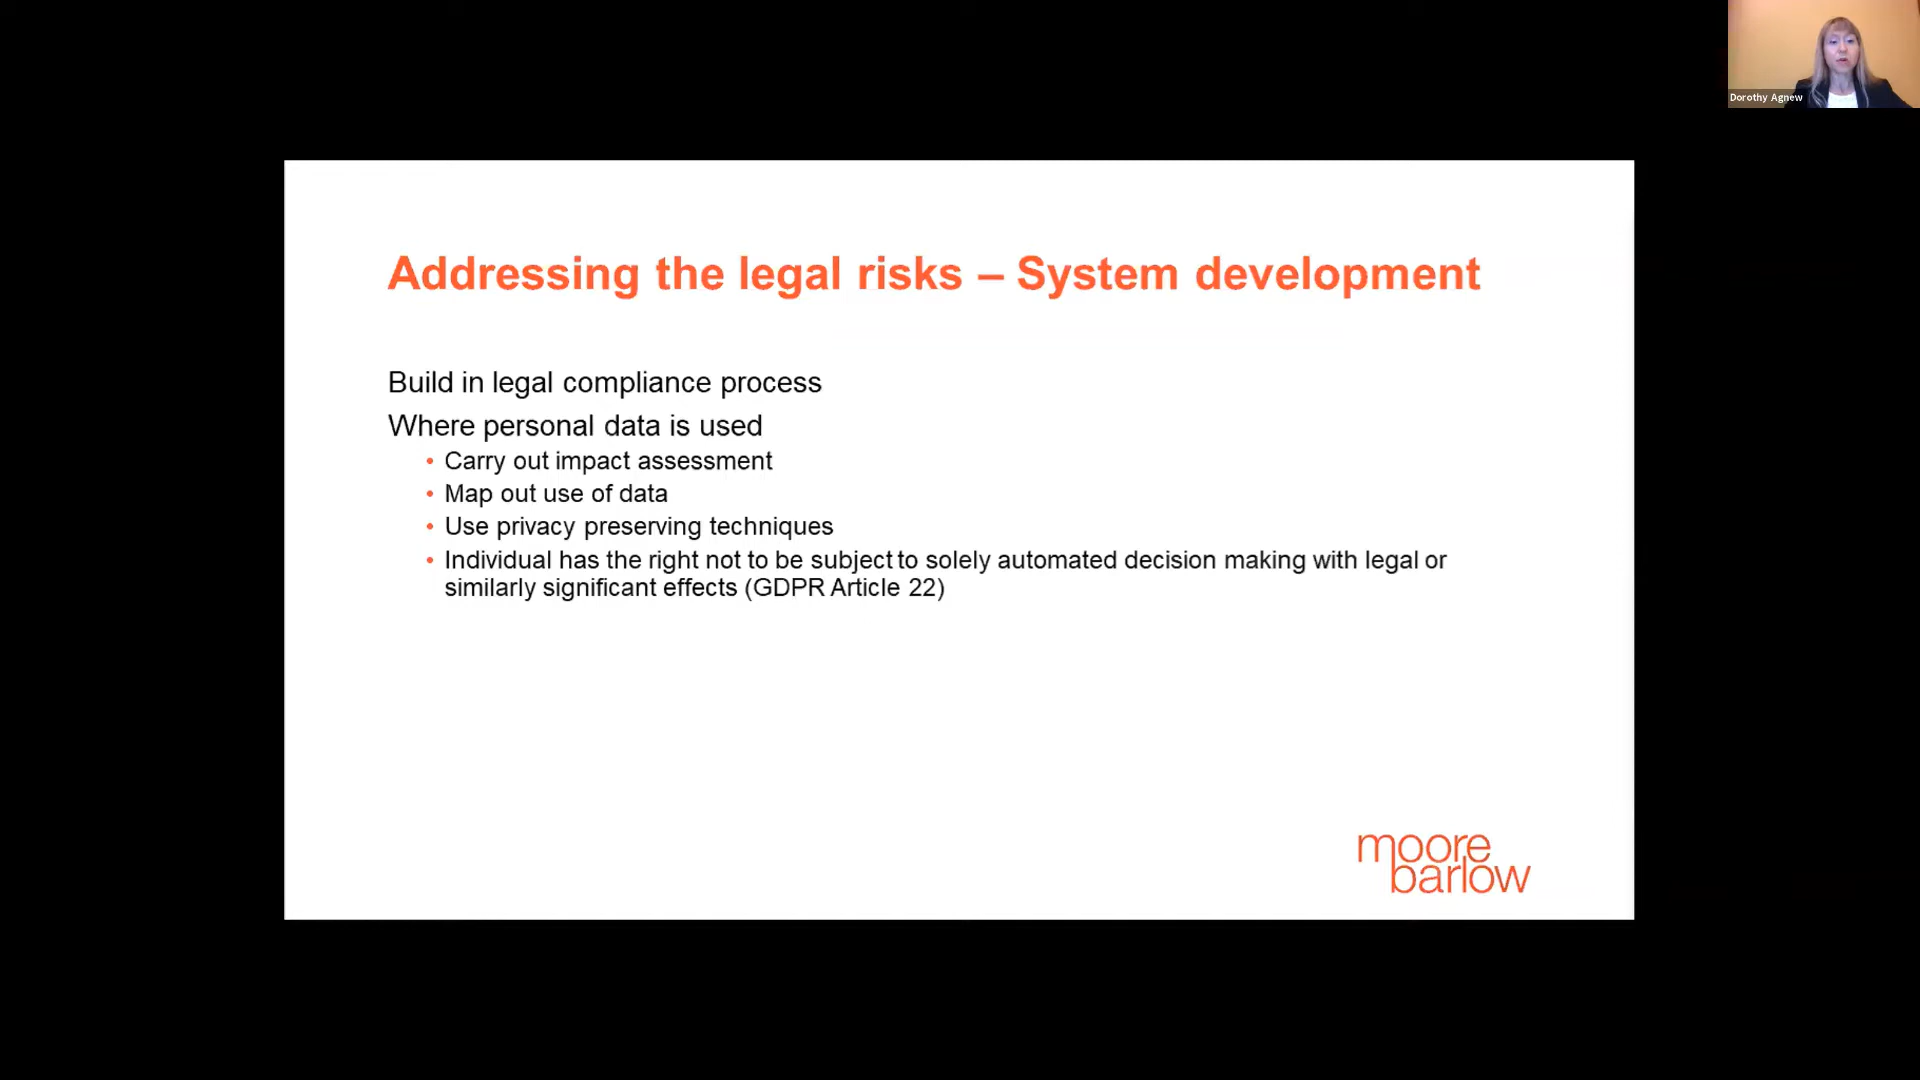 Dorothy Agnew
Addressing the legal risks – System development
Build in legal compliance process
Where personal data is used
• Carry out impact assessment
• Map out use of data
• Use privacy preserving techniques
• Individual has the right not to be subject to solely automated decision making with legal or
similarly significant effects (GDPR Article 22)
moore
barlow